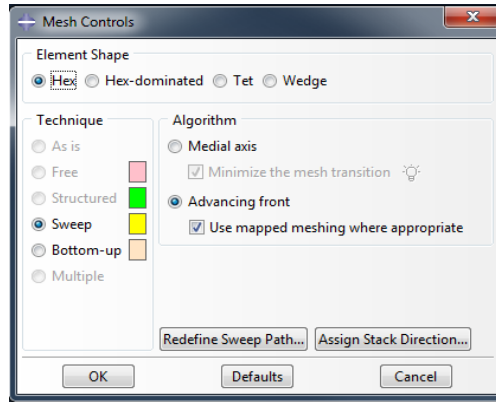 Mesh Controls
Element Shape
Hex Hex-dominated Tet Wedge
Technique
Algorithm
As is
Medial axis
Free
Minimize the mesh transition
Structured
Advancing front
Sweep
Use mapped meshing where appropriate
Bottom-up
Multiple
Redefine Sweep Path... Assign Stack Direction...
OK Defaults Cancel